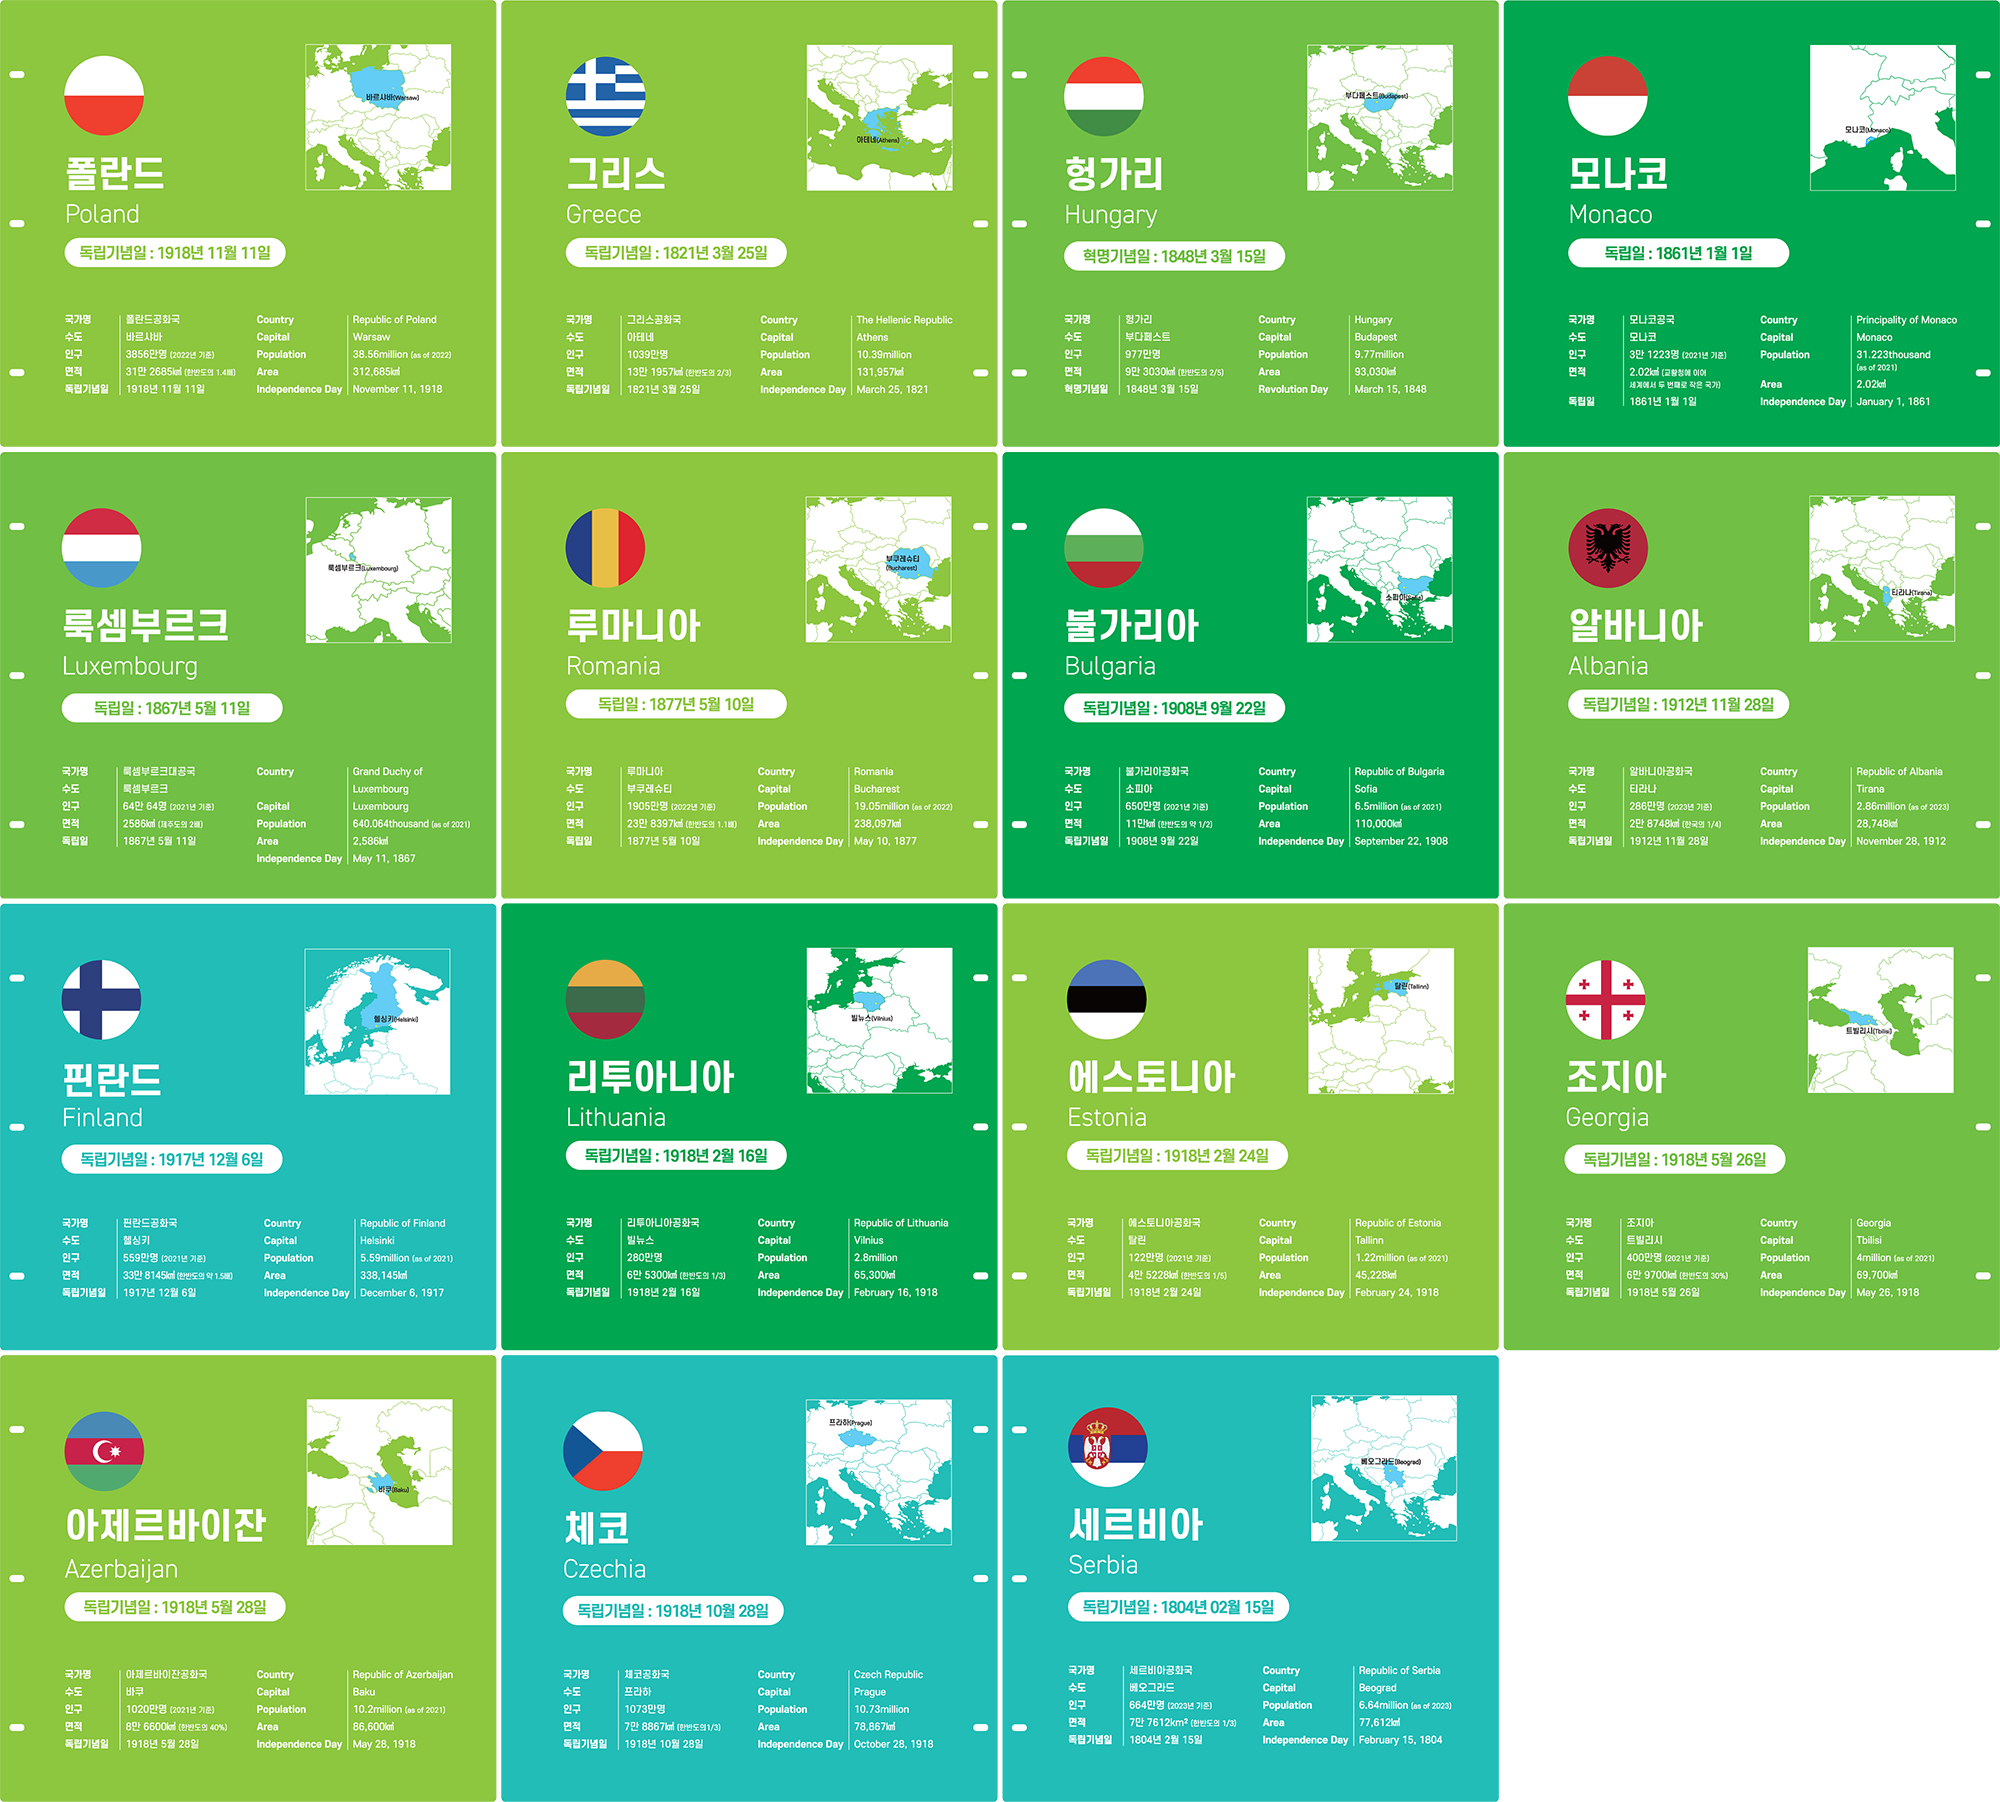 폴란드
Poland
독립기념일 : 1918년 11월 11일
바르샤바(Warsaw)
국가명 폴란드공화국 Country Republic of Poland
수도 바르샤바 Capital Warsaw
인구 3856만명 (2022년 기준) Population 38.56million (as of 2022)
면적 31만 2685㎢ (한반도의 1.4배) Area 312,685㎢
독립기념일 1918년 11월 11일 Independence Day November 11, 1918
그리스
Greece
독립기념일 : 1821년 3월 25일
아테네(Athens)
국가명 그리스공화국 Country The Hellenic Republic
수도 아테네 Capital Athens
인구 1039만명 Population 10.39million
면적 13만 1957㎢ (한반도의 2/3) Area 131,957㎢
독립기념일 1821년 3월 25일 Independence Day March 25, 1821
헝가리
Hungary
혁명기념일 : 1848년 3월 15일
부다페스트(Budapest)
국가명 헝가리 Country Hungary
수도 부다페스트 Capital Budapest
인구 977만명 Population 9.77million
면적 9만 3030㎢ (한반도의 2/5) Area 93,030㎢
혁명기념일 1848년 3월 15일 Revolution Day March 15, 1848
모나코
Monaco
독립일 : 1861년 1월 1일
모나코(Monaco)
국가명 모나코공국 Country Principality of Monaco
수도 모나코 Capital Monaco
인구 3만 1223명 (2021년 기준) Population 31.223thousand
(as of 2021)
면적 2.02㎢ (교황청에 이어
세계에서 두 번째로 작은 국가) Area 2.02㎢
독립일 1861년 1월 1일 Independence Day January 1, 1861
룩셈부르크
Luxembourg
독립일 : 1867년 5월 11일
룩셈부르크(Luxembourg)
국가명 룩셈부르크대공국 Country Grand Duchy of
수도 룩셈부르크 Luxembourg
인구 64만 64명 (2021년 기준) Capital Luxembourg
면적 2586㎢ (제주도의 2배) Population 640.064thousand (as of 2021)
독립일 1867년 5월 11일 Area 2,586㎢
Independence Day May 11, 1867
루마니아
Romania
독립일 : 1877년 5월 10일
부쿠레슈티
(Bucharest)
국가명 루마니아 Country Romania
수도 부쿠레슈티 Capital Bucharest
인구 1905만명 (2022년 기준) Population 19.05million (as of 2022)
면적 23만 8397㎢ (한반도의 1.1배) Area 238,097㎢
독립일 1877년 5월 10일 Independence Day May 10, 1877
불가리아
Bulgaria
독립기념일 : 1908년 9월 22일
소피아(Sofia)
국가명 불가리아공화국 Country Republic of Bulgaria
수도 소피아 Capital Sofia
인구 650만명 (2021년 기준) Population 6.5million (as of 2021)
면적 11만㎢ (한반도의 약 1/2) Area 110,000㎢
독립기념일 1908년 9월 22일 Independence Day September 22, 1908
알바니아
Albania
독립기념일 : 1912년 11월 28일
티라나(Tirana)
국가명 알바니아공화국 Country Republic of Albania
수도 티라나 Capital Tirana
인구 286만명 (2023년 기준) Population 2.86million (as of 2023)
면적 2만 8748㎢ (한국의 1/4) Area 28,748㎢
독립기념일 1912년 11월 28일 Independence Day November 28, 1912
핀란드
Finland
독립기념일 : 1917년 12월 6일
헬싱키(Helsinki)
국가명 핀란드공화국 Country Republic of Finland
수도 헬싱키 Capital Helsinki
인구 559만명 (2021년 기준) Population 5.59million (as of 2021)
면적 33만 8145㎢ (한반도의 약 1.5배) Area 338,145㎢
독립기념일 1917년 12월 6일 Independence Day December 6, 1917
리투아니아
Lithuania
독립기념일 : 1918년 2월 16일
빌뉴스(Vilnius)
국가명 리투아니아공화국 Country Republic of Lithuania
수도 빌뉴스 Capital Vilnius
인구 280만명 Population 2.8million
면적 6만 5300㎢ (한반도의 1/3) Area 65,300㎢
독립기념일 1918년 2월 16일 Independence Day February 16, 1918
에스토니아
Estonia
독립기념일 : 1918년 2월 24일
탈린(Tallinn)
국가명 에스토니아공화국 Country Republic of Estonia
수도 탈린 Capital Tallinn
인구 122만명 (2021년 기준) Population 1.22million (as of 2021)
면적 4만 5228㎢ (한반도의 1/5) Area 45,228㎢
독립기념일 1918년 2월 24일 Independence Day February 24, 1918
조지아
Georgia
독립기념일 : 1918년 5월 26일
트빌리시(Tbilisi)
국가명 조지아 Country Georgia
수도 트빌리시 Capital Tbilisi
인구 400만명 (2021년 기준) Population 4million (as of 2021)
면적 6만 9700㎢ (한반도의 30%) Area 69,700㎢
독립기념일 1918년 5월 26일 Independence Day May 26, 1918
아제르바이잔
Azerbaijan
독립기념일 : 1918년 5월 28일
바쿠(Baku)
국가명 아제르바이잔공화국 Country Republic of Azerbaijan
수도 바쿠 Capital Baku
인구 1020만명 (2021년 기준) Population 10.2million (as of 2021)
면적 8만 6600㎢ (한반도의 40%) Area 86,600㎢
독립기념일 1918년 5월 28일 Independence Day May 28, 1918
체코
Czechia
독립기념일 : 1918년 10월 28일
프라하(Prague)
국가명 체코공화국 Country Czech Republic
수도 프라하 Capital Prague
인구 1073만명 Population 10.73million
면적 7만 8867㎢ (한반도의1/3) Area 78,867㎢
독립기념일 1918년 10월 28일 Independence Day October 28, 1918
세르비아
Serbia
독립기념일 : 1804년 02월 15일
베오그라드(Beograd)
국가명 세르비아공화국 Country Republic of Serbia
수도 베오그라드 Capital Beograd
인구 664만명 (2023년 기준) Population 6.64million (as of 2023)
면적 7만 7612km² (한반도의 1/3) Area 77,612㎢
독립기념일 1804년 2월 15일 Independence Day February 15, 1804